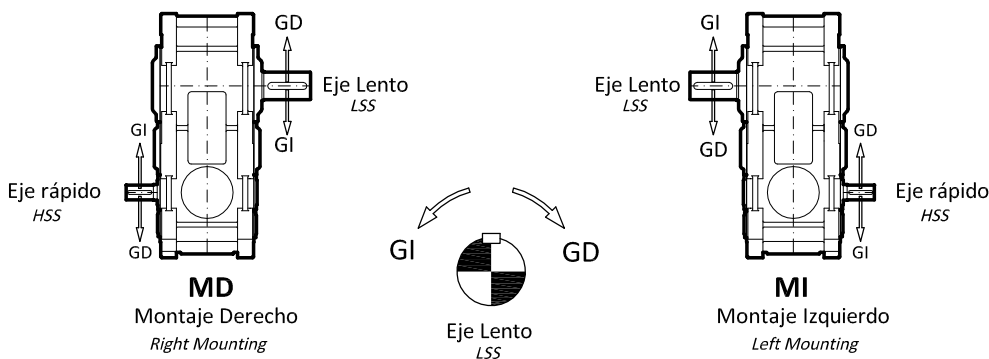 GD
Eje Lento
LSS
GI
GI
Eje rápido
HSS
GD
MD
Montaje Derecho
Right Mounting
GI
GD
Eje Lento
LSS
GI
Eje Lento
LSS
GD
GD
Eje rápido
HSS
GI
MI
Montaje Izquierdo
Left Mounting